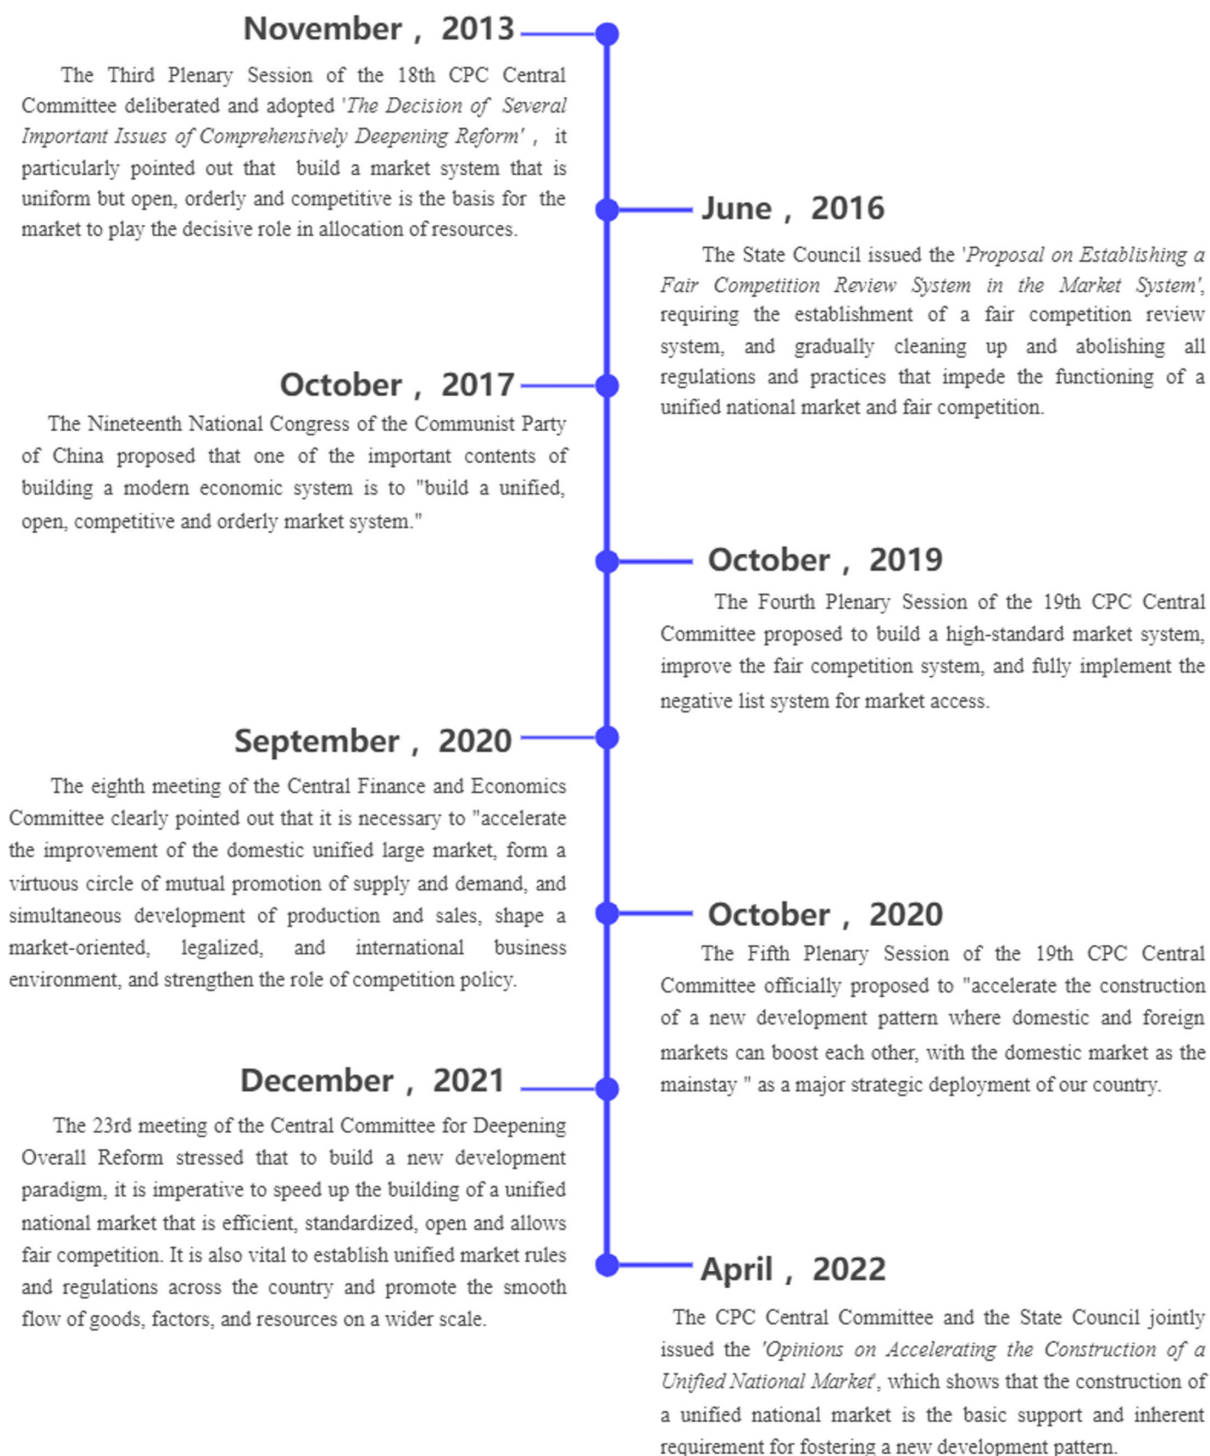 November， 2013
The Third Plenary Session of the 18th CPC Central
Committee deliberated and adopted 'The Decision of Several
Important Issues of Comprehensively Deepening Reform' ， it
particularly pointed out that build a market system that is
uniform but open, orderly and competitive is the basis for the
market to play the decisive role in allocation of resources.
June， 2016
The State Council issued the 'Proposal on Establishing a
Fair Competition Review System in the Market System',
requiring the establishment of a fair competition review
system, and gradually cleaning up and abolishing all
regulations and practices that impede the functioning of a
unified national market and fair competition.
October， 2017
The Nineteenth National Congress of the Communist Party
of China proposed that one of the important contents of
building a modern economic system is to "build a unified,
open, competitive and orderly market system."
October， 2019
The Fourth Plenary Session of the 19th CPC Central
Committee proposed to build a high-standard market system,
improve the fair competition system, and fully implement the
negative list system for market access.
September， 2020
The eighth meeting of the Central Finance and Economics
Committee clearly pointed out that it is necessary to "accelerate
the improvement of the domestic unified large market, form a
virtuous circle of mutual promotion of supply and demand, and
simultaneous development of production and sales, shape a
market-oriented, legalized, and international business
environment, and strengthen the role of competition policy.
October， 2020
The Fifth Plenary Session of the 19th CPC Central
Committee officially proposed to "accelerate the construction
of a new development pattern where domestic and foreign
markets can boost each other, with the domestic market as the
mainstay " as a major strategic deployment of our country.
December， 2021
The 23rd meeting of the Central Committee for Deepening
Overall Reform stressed that to build a new development
paradigm, it is imperative to speed up the building of a unified
national market that is efficient, standardized, open and allows
fair competition. It is also vital to establish unified market rules
and regulations across the country and promote the smooth
flow of goods, factors, and resources on a wider scale.
April， 2022
The CPC Central Committee and the State Council jointly
issued the 'Opinions on Accelerating the Construction of a
Unified National Market', which shows that the construction of
a unified national market is the basic support and inherent
requirement for fostering a new development pattern.